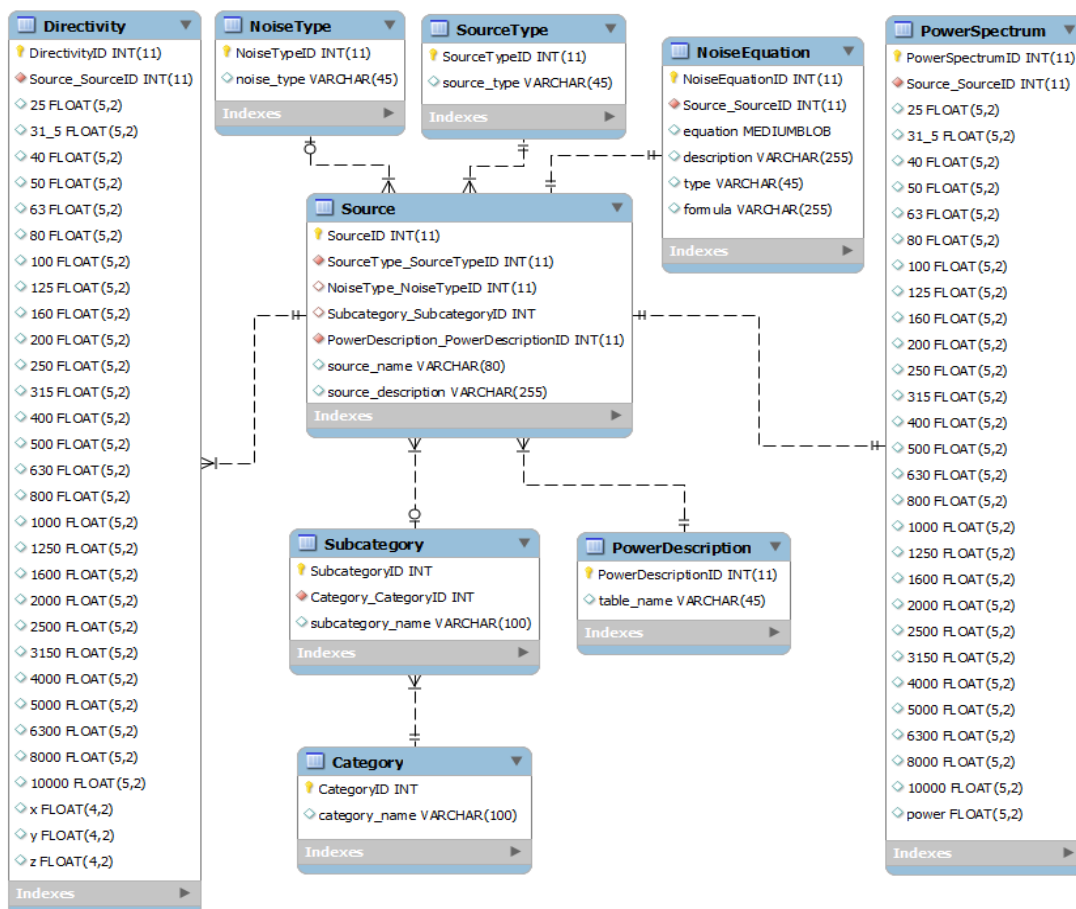 Directivity
DirectivityID INT(11)
Source_SourceID INT(11)
25 FLOAT(5,2)
31_5 FLOAT(5,2)
40 FLOAT(5,2)
50 FLOAT(5,2)
63 FLOAT(5,2)
80 FLOAT(5,2)
100 FLOAT(5,2)
125 FLOAT(5,2)
160 FLOAT(5,2)
200 FLOAT(5,2)
250 FLOAT(5,2)
315 FLOAT(5,2)
400 FLOAT(5,2)
500 FLOAT(5,2)
630 FLOAT(5,2)
800 FLOAT(5,2)
1000 FLOAT(5,2)
1250 FLOAT(5,2)
1600 FLOAT(5,2)
2000 FLOAT(5,2)
2500 FLOAT(5,2)
3150 FLOAT(5,2)
4000 FLOAT(5,2)
5000 FLOAT(5,2)
6300 FLOAT(5,2)
8000 FLOAT(5,2)
10000 FLOAT(5,2)
x FLOAT(4,2)
y FLOAT(4,2)
z FLOAT(4,2)
Indexes
NoiseType
NoiseTypeID INT(11)
noise_type VARCHAR(45)
Indexes
SourceType
SourceTypeID INT(11)
source_type VARCHAR(45)
Indexes
NoiseEquation
NoiseEquationID INT(11)
Source_SourceID INT(11)
equation MEDIUMBLOB
description VARCHAR(255)
type VARCHAR(45)
formula VARCHAR(255)
Indexes
Source
SourceID INT(11)
SourceType_SourceTypeID INT(11)
NoiseType_NoiseTypeID INT(11)
Subcategory_SubcategoryID INT
PowerDescription_PowerDescriptionID INT(11)
source_name VARCHAR(80)
source_description VARCHAR(255)
Indexes
Subcategory
SubcategoryID INT
Category_CategoryID INT
subcategory_name VARCHAR(100)
Indexes
PowerDescription
PowerDescriptionID INT(11)
table_name VARCHAR(45)
Indexes
Category
CategoryID INT
category_name VARCHAR(100)
Indexes
PowerSpectrum
PowerSpectrumID INT(11)
Source_SourceID INT(11)
25 FLOAT(5,2)
31_5 FLOAT(5,2)
40 FLOAT(5,2)
50 FLOAT(5,2)
63 FLOAT(5,2)
80 FLOAT(5,2)
100 FLOAT(5,2)
125 FLOAT(5,2)
160 FLOAT(5,2)
200 FLOAT(5,2)
250 FLOAT(5,2)
315 FLOAT(5,2)
400 FLOAT(5,2)
500 FLOAT(5,2)
630 FLOAT(5,2)
800 FLOAT(5,2)
1000 FLOAT(5,2)
1250 FLOAT(5,2)
1600 FLOAT(5,2)
2000 FLOAT(5,2)
2500 FLOAT(5,2)
3150 FLOAT(5,2)
4000 FLOAT(5,2)
5000 FLOAT(5,2)
6300 FLOAT(5,2)
8000 FLOAT(5,2)
10000 FLOAT(5,2)
power FLOAT(5,2)
Indexes